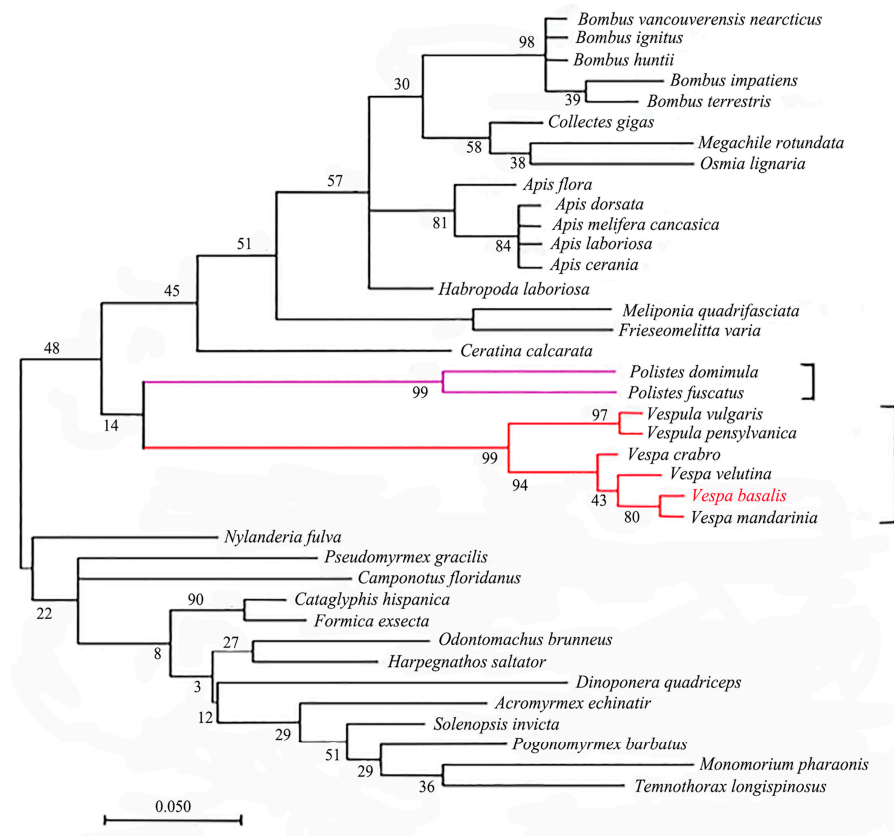 Bombus vancouverensis nearcticus
Bombus ignitus
98
Bombus huntii
30
Bombus impatiens
39
Bombus terrestris
Collectes gigas
58
Megachile rotundata
38
Osmia lignaria
57
Apis flora
Apis dorsata
81
Apis melifera cancasica
84
Apis laboriosa
51
Apis cerania
45
Habropoda laboriosa
Meliponia quadrifasciata
Frieseomelitta varia
48
Ceratina calcarata
Polistes domimula
99
Polistes fuscatus
97
Vespula vulgaris
14
Vespula pensylvanica
99
Vespa crabro
94
Vespa velutina
43
Vespa basalis
80
Vespa mandarinia
Nylanderia fulva
Pseudomyrmex gracilis
Camponotus floridanus
22
90
Cataglyphis hispanica
Formica exsecta
8
27
Odontomachus brunneus
Harpegnathos saltator
3
Dinoponera quadriceps
12
Acromyrmex echinatir
29
Solenopsis invicta
51
Pogonomyrmex barbatus
29
Monomorium pharaonis
36
Temnothorax longispinosus
0.050